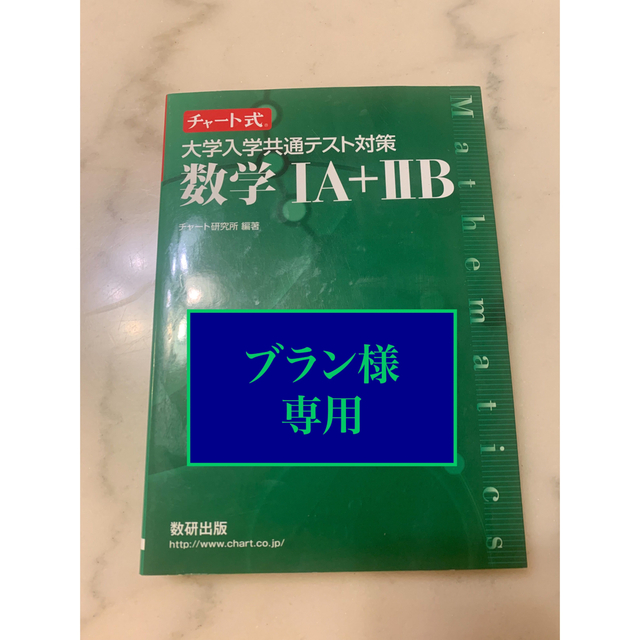 チャート式®
大学入学共通テスト対策
数学 ⅠA+ⅡB
チャート研究所 編著
Mathematics
ブラン様
専用
数研出版
http://www.chart.co.jp/